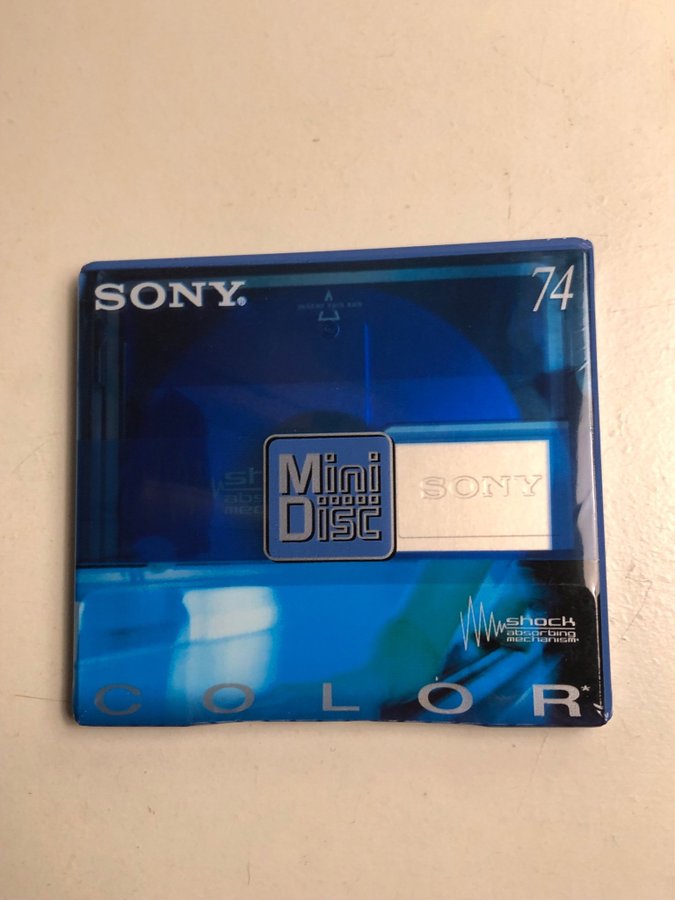 SONY®
74
Mini
Disc
SONY
shock
absorbing
mechanism
COLOR*